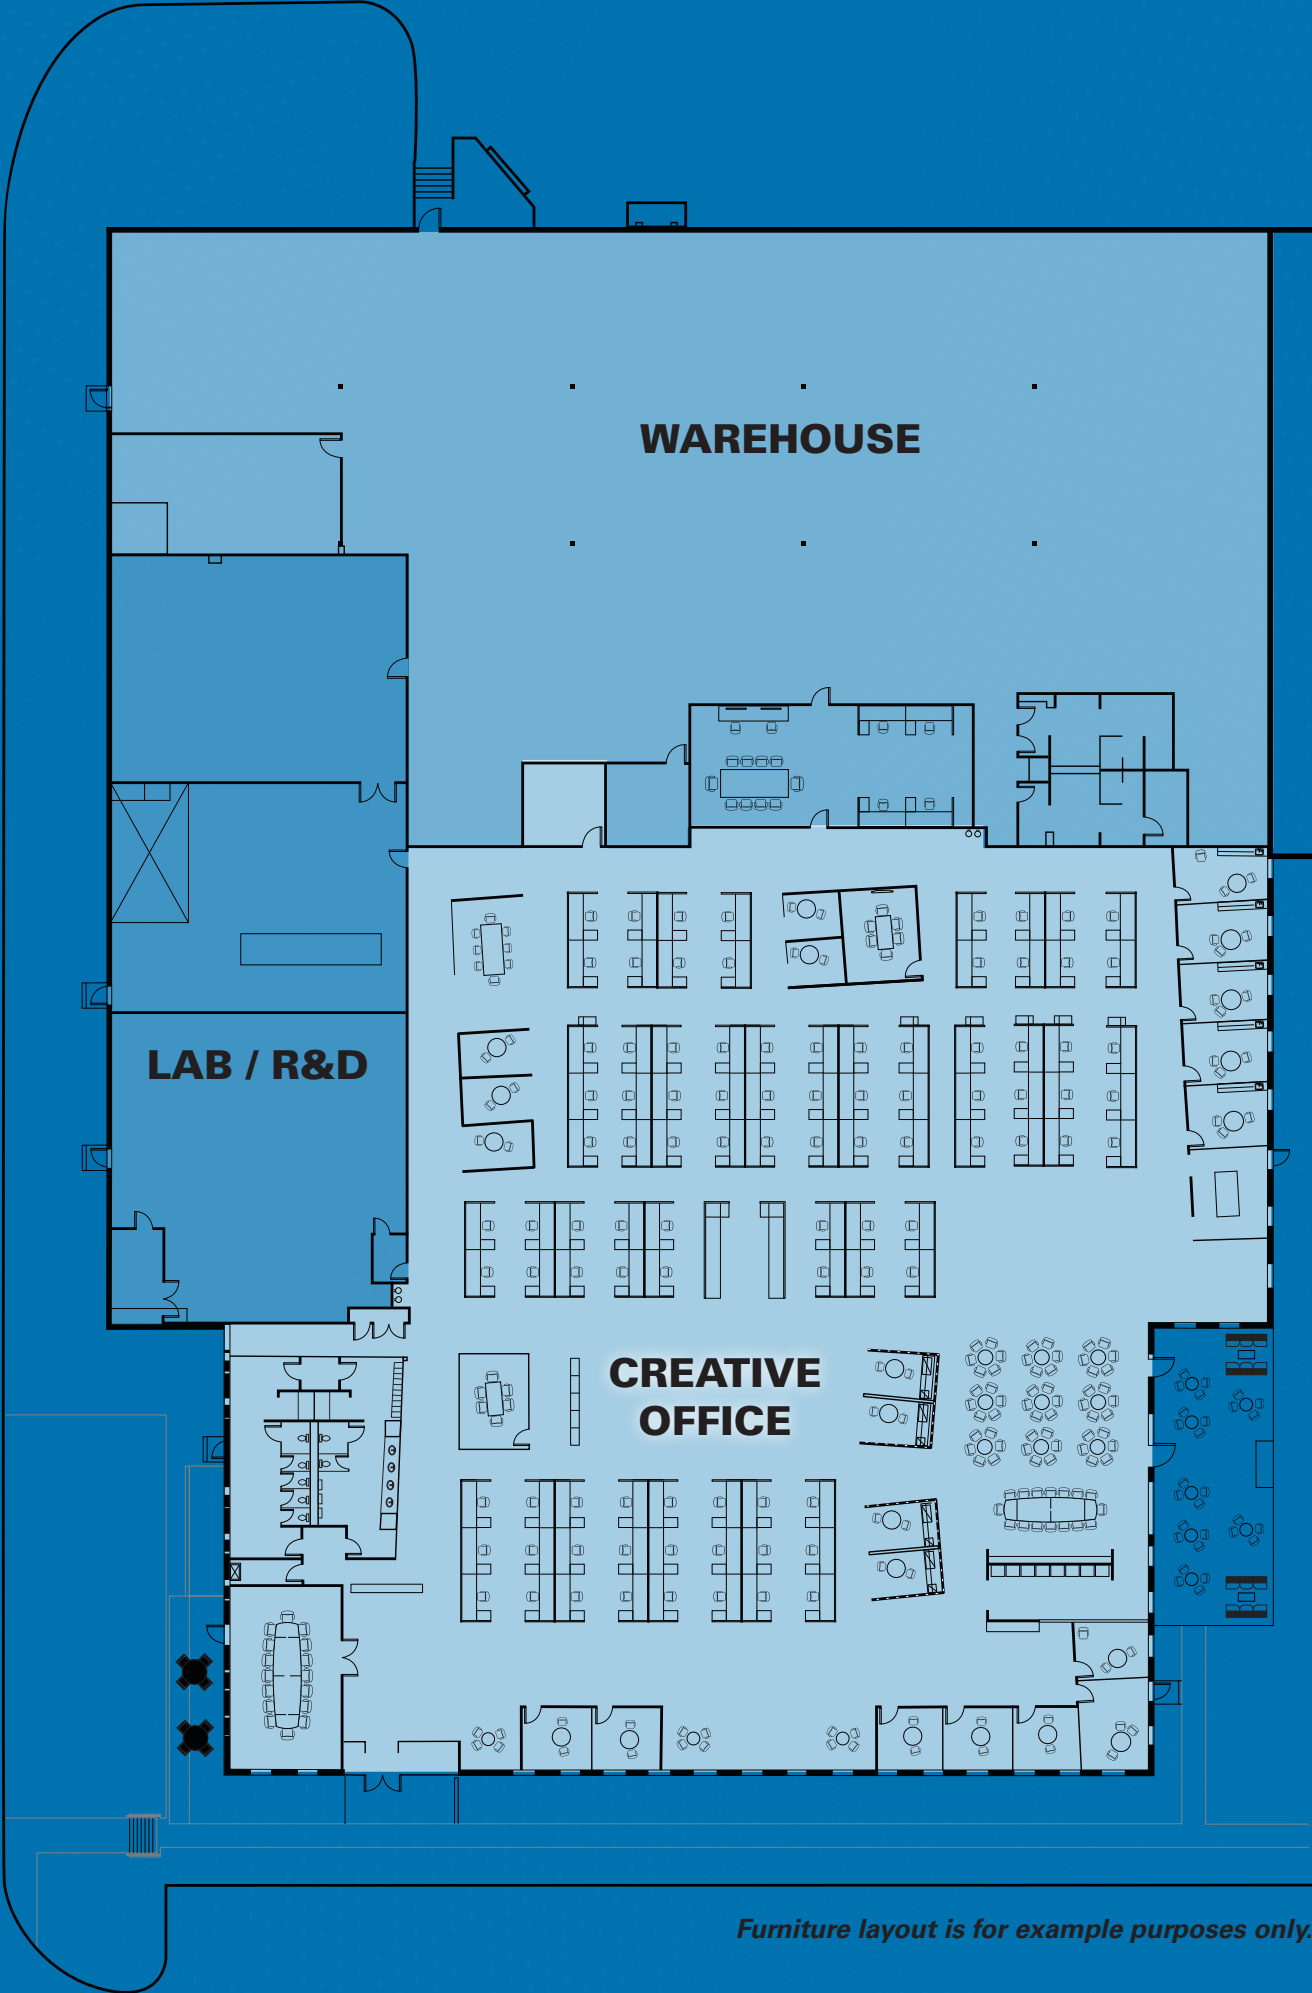 WAREHOUSE
LAB / R&D
CREATIVE
OFFICE
Furniture layout is for example purposes only.